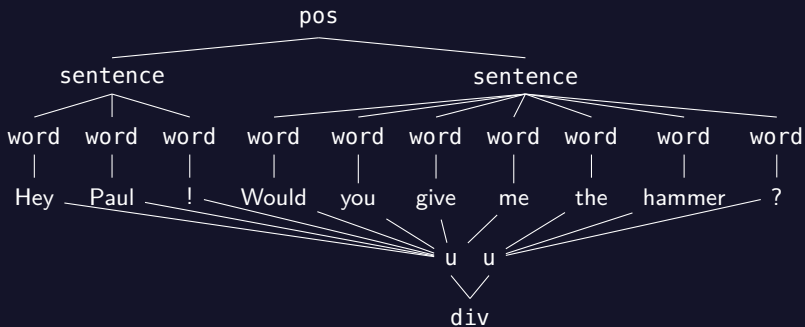 pos
sentence sentence
word word word word word word word word word word
Hey Paul ! Would you give me the hammer ?
u u
div